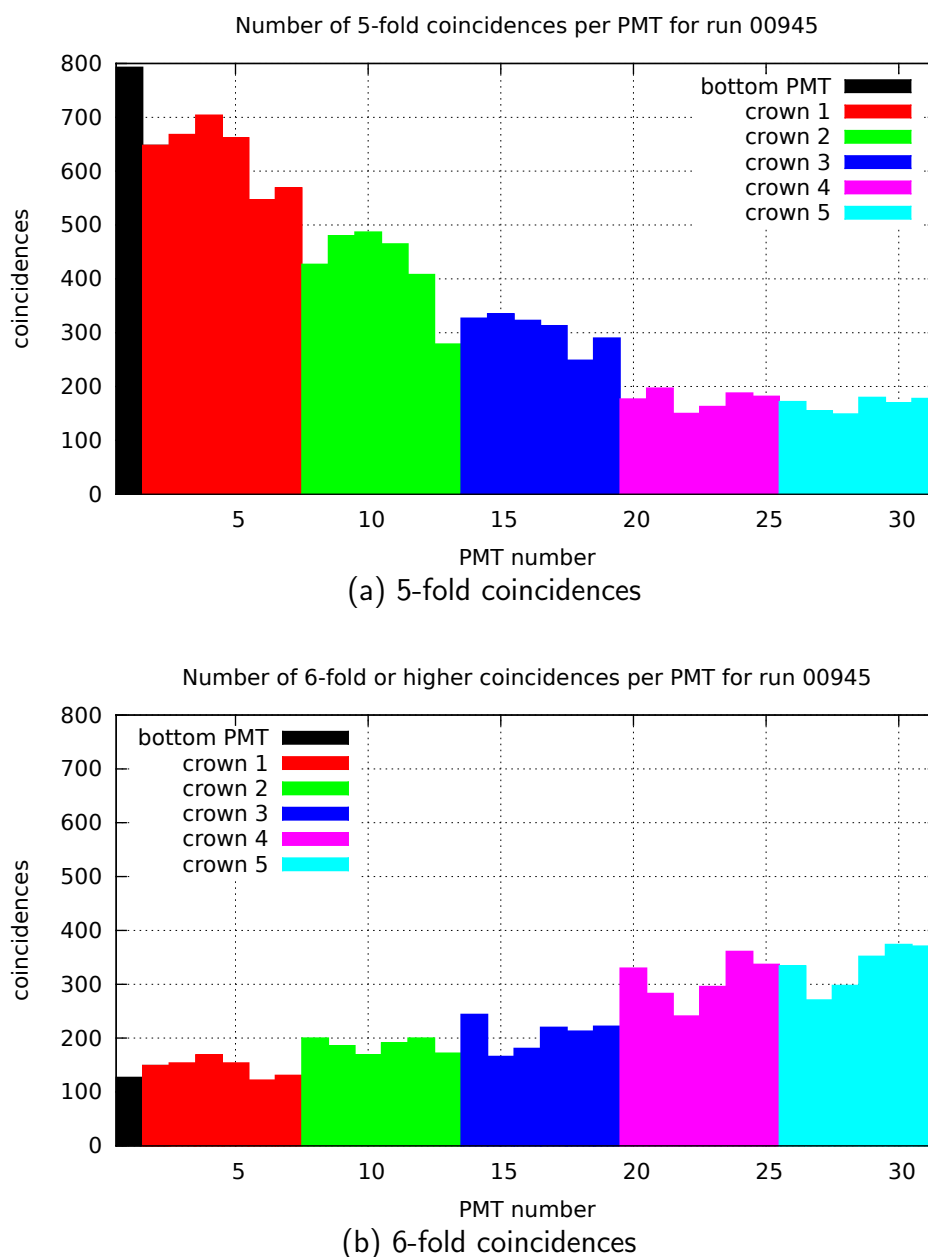 Number of 5-fold coincidences per PMT for run 00945
800
700
600
500
400
300
200
100
0
coincidences
bottom PMT
crown 1
crown 2
crown 3
crown 4
crown 5
5 10 15 20 25 30
PMT number
(a) 5-fold coincidences
Number of 6-fold or higher coincidences per PMT for run 00945
800
700
600
500
400
300
200
100
0
coincidences
bottom PMT
crown 1
crown 2
crown 3
crown 4
crown 5
5 10 15 20 25 30
PMT number
(b) 6-fold coincidences